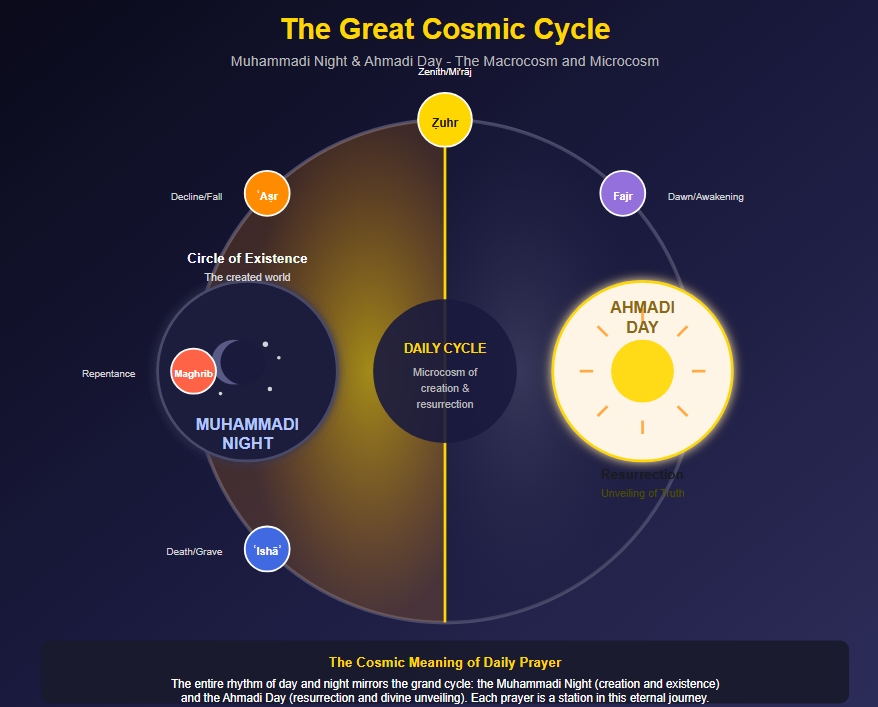 The Great Cosmic Cycle
Muhammadi Night & Ahmadi Day - The Macrocosm and Microcosm
Zenith/Mi'rāj
Ẓuhr
Decline/Fall
ʿAṣr
Fajr
Dawn/Awakening
Circle of Existence
The created world
AHMADI
DAY
DAILY CYCLE
Microcosm of
creation &
resurrection
Repentance
Maghrib
MUHAMMADI
NIGHT
Resurrection
Unveiling of Truth
Death/Grave
ʿIshāʾ
The Cosmic Meaning of Daily Prayer
The entire rhythm of day and night mirrors the grand cycle: the Muhammadi Night (creation and existence)
and the Ahmadi Day (resurrection and divine unveiling). Each prayer is a station in this eternal journey.